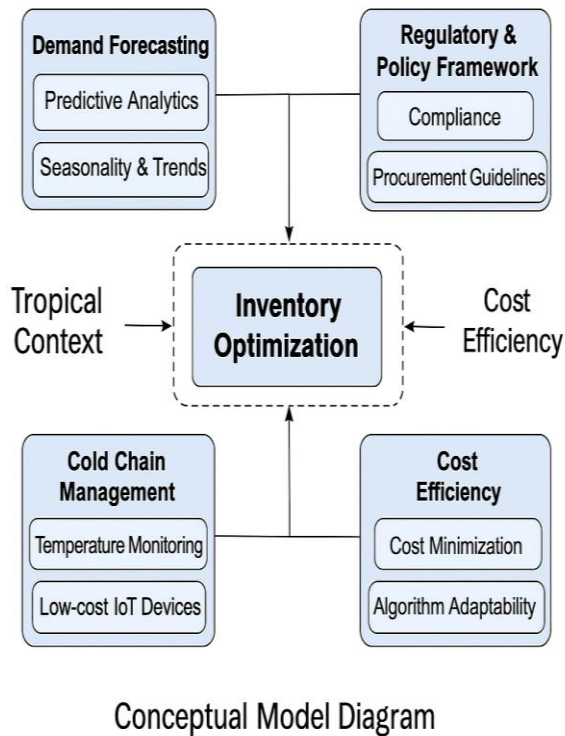 Demand Forecasting
Predictive Analytics
Seasonality & Trends
Regulatory &
Policy Framework
Compliance
Procurement Guidelines
Tropical
Context
Inventory
Optimization
Cost
Efficiency
Cold Chain
Management
Temperature Monitoring
Low-cost IoT Devices
Cost
Efficiency
Cost Minimization
Algorithm Adaptability
Conceptual Model Diagram